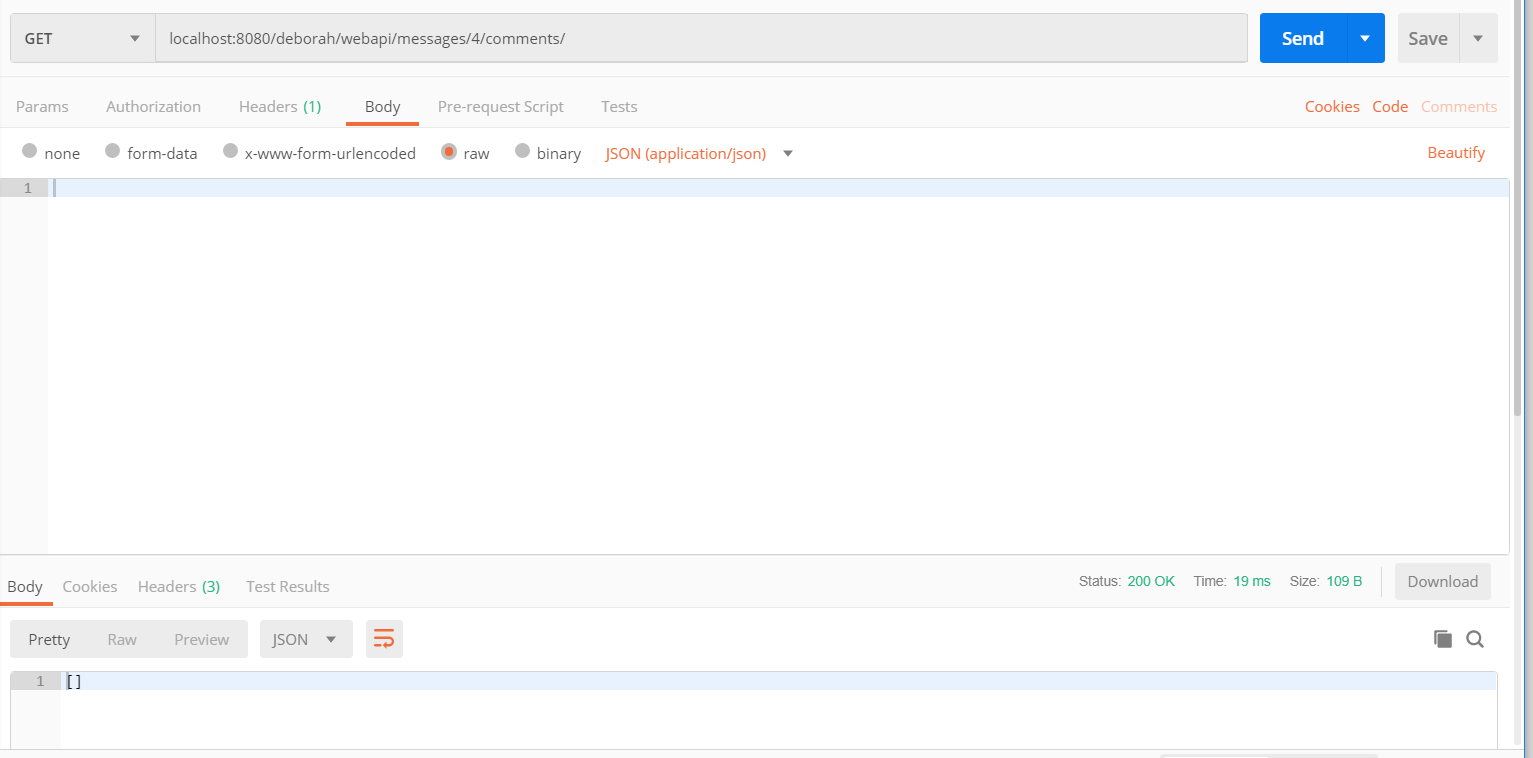 GET localhost:8080/deborah/webapi/messages/4/comments/ Send Save
Params Authorization Headers (1) Body Pre-request Script Tests Cookies Code Comments
none form-data x-www-form-urlencoded raw binary JSON (application/json) Beautify
1
Body Cookies Headers (3) Test Results Status: 200 OK Time: 19 ms Size: 109 B Download
Pretty Raw Preview JSON
1 []